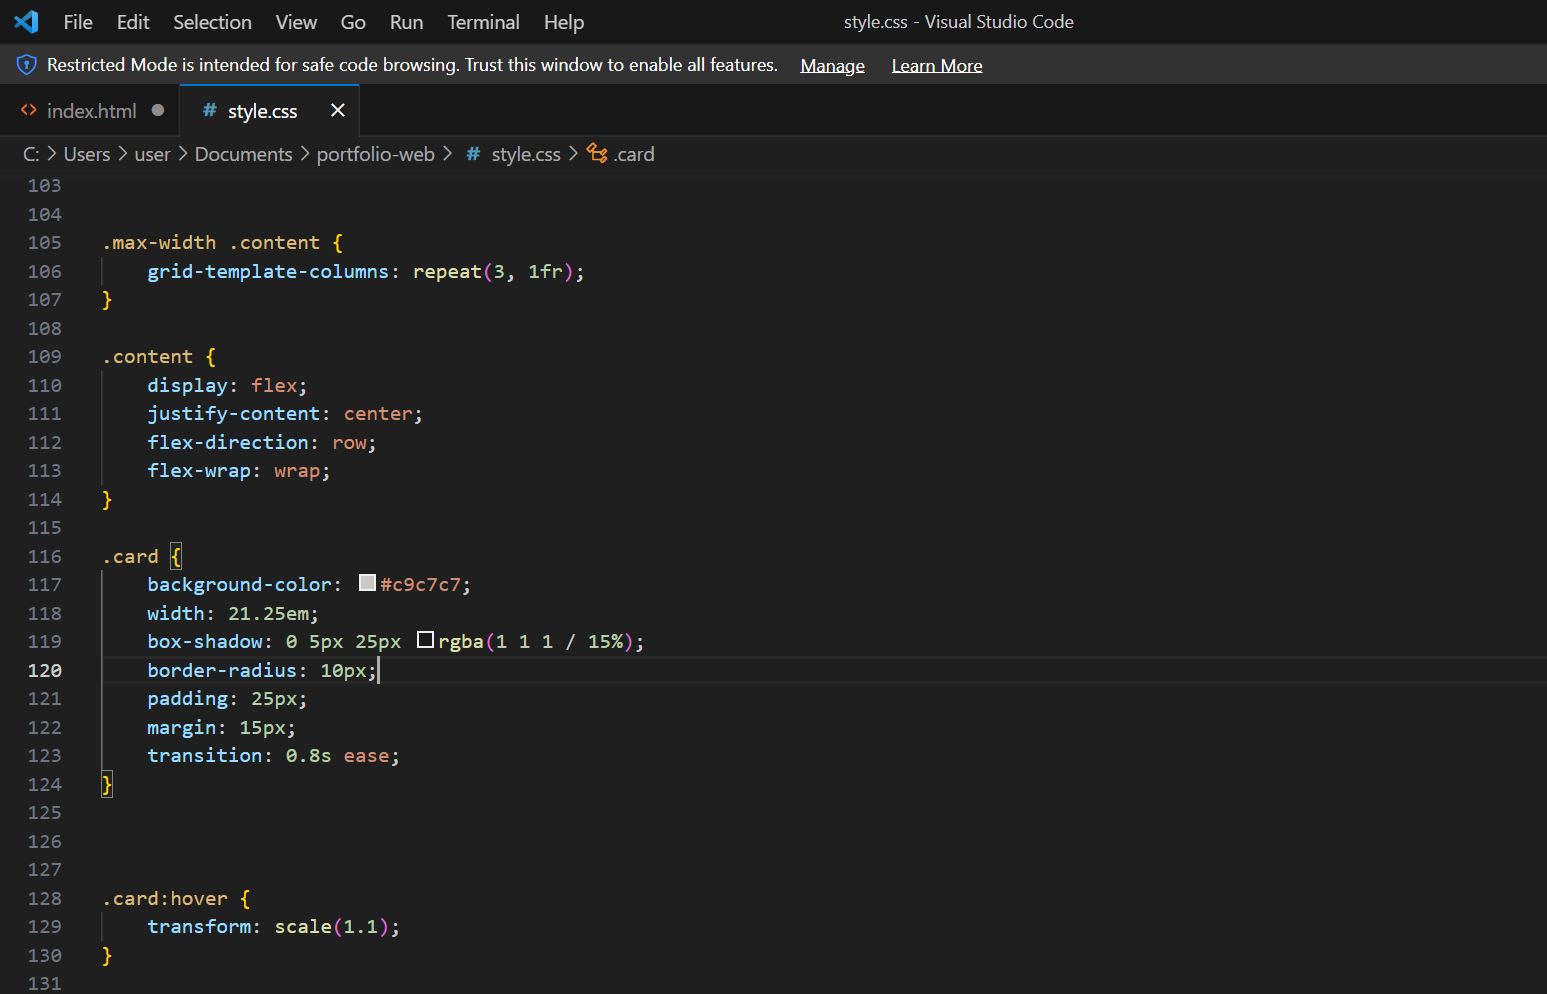 File Edit Selection View Go Run Terminal Help style.css - Visual Studio Code
Restricted Mode is intended for safe code browsing. Trust this window to enable all features. Manage Learn More
index.html # style.css
C: > Users > user > Documents > portfolio-web > # style.css > .card
103
104
105 .max-width .content {
106 grid-template-columns: repeat(3, 1fr);
107 }
108
109 .content {
110 display: flex;
111 justify-content: center;
112 flex-direction: row;
113 flex-wrap: wrap;
114 }
115
116 .card {
117 background-color: #c9c7c7;
118 width: 21.25em;
119 box-shadow: 0 5px 25px rgba(1 1 1 / 15%);
120 border-radius: 10px;
121 padding: 25px;
122 margin: 15px;
123 transition: 0.8s ease;
124 }
125
126
127
128 .card:hover {
129 transform: scale(1.1);
130 }
131